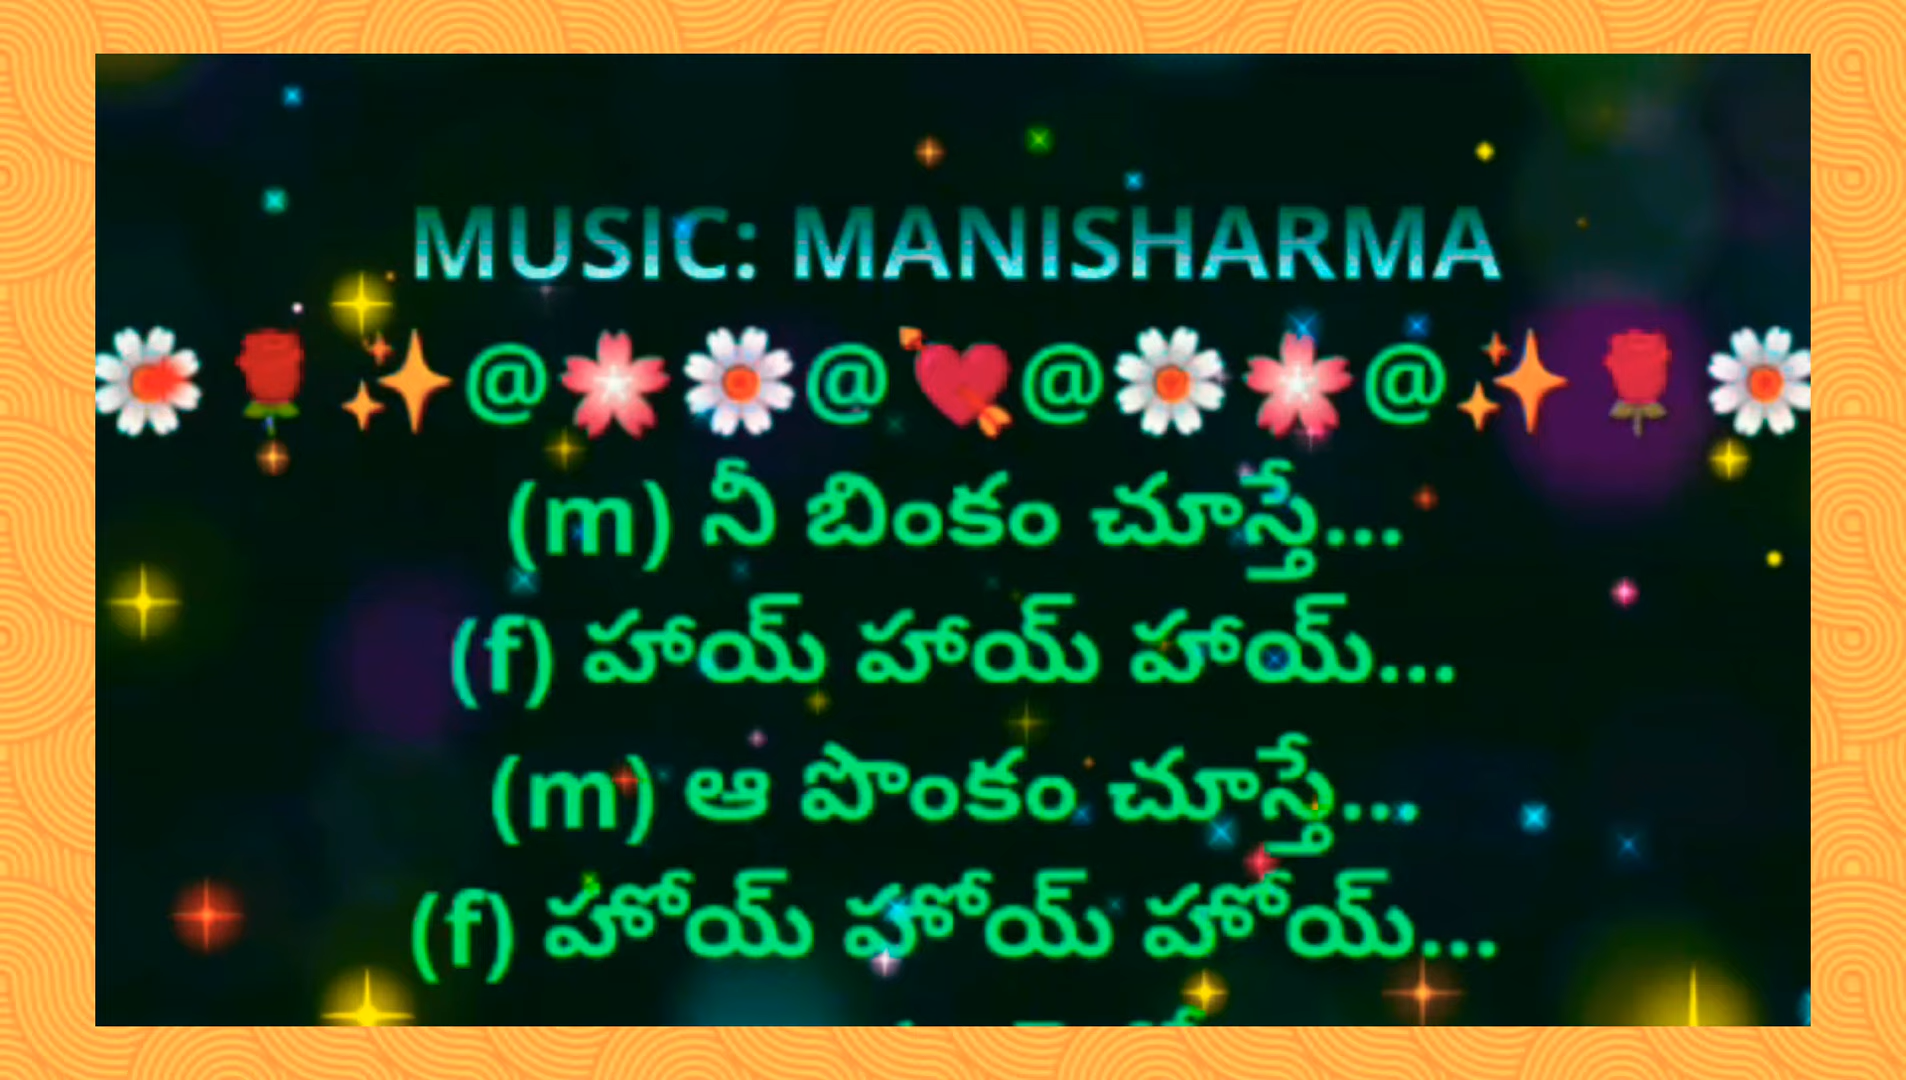 MUSIC: MANISHARMA
🌼🌹✨@🌸🌼@💘@🌼🌸@✨🌹🌼
(m) నీ బింకం చూస్తే...
(f) హాయ్ హాయ్ హాయ్...
(m) ఆ పొంకం చూస్తే...
(f) హోయ్ హోయ్ హోయ్...